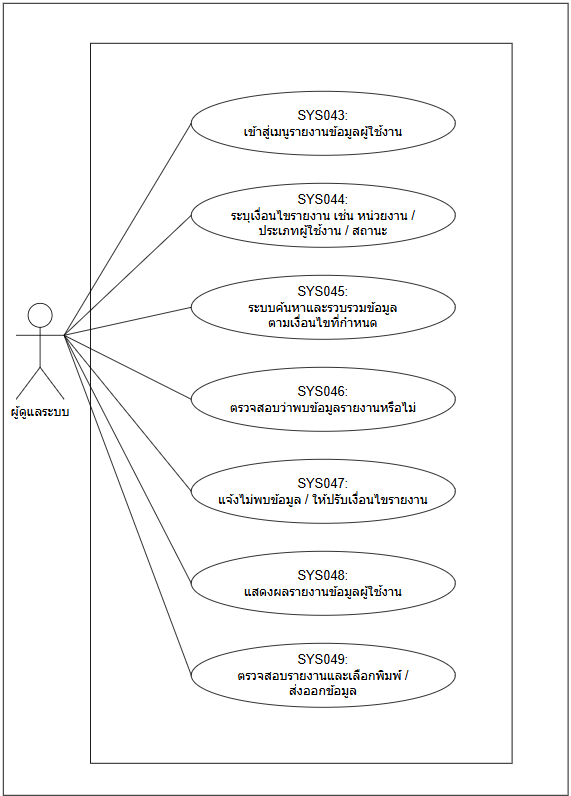 SYS043:
เข้าสู่เมนูรายงานข้อมูลผู้ใช้งาน
SYS044:
ระบุเงื่อนไขรายงาน เช่น หน่วยงาน /
ประเภทผู้ใช้งาน / สถานะ
SYS045:
ระบบค้นหาและรวบรวมข้อมูล
ตามเงื่อนไขที่กำหนด
SYS046:
ตรวจสอบว่าพบข้อมูลรายงานหรือไม่
ผู้ดูแลระบบ
SYS047:
แจ้งไม่พบข้อมูล / ให้ปรับเงื่อนไขรายงาน
SYS048:
แสดงผลรายงานข้อมูลผู้ใช้งาน
SYS049:
ตรวจสอบรายงานและเลือกพิมพ์ /
ส่งออกข้อมูล